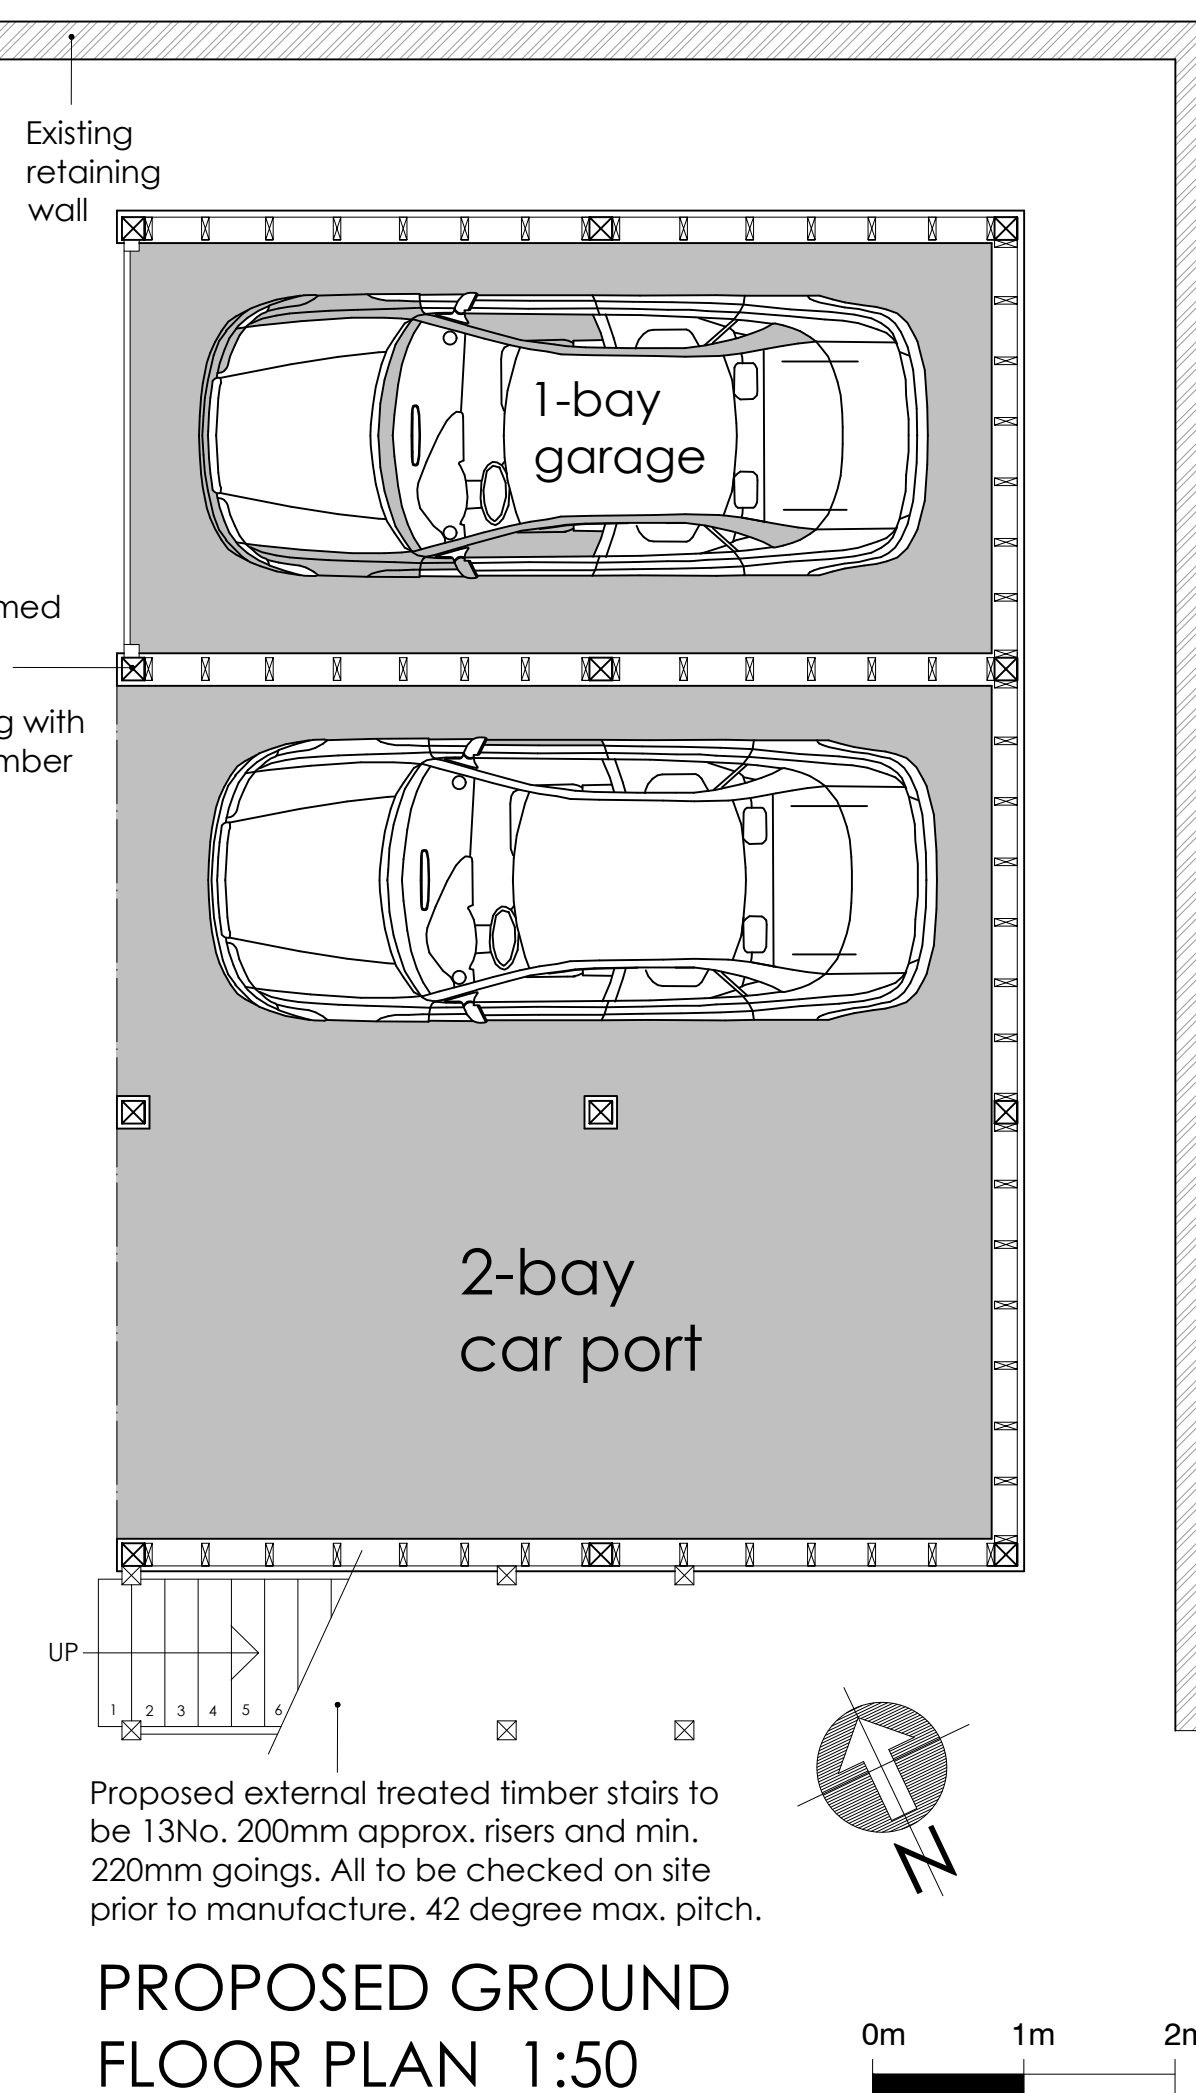 Existing
retaining
wall
1-bay
garage
med
g with
mber
2-bay
car port
UP
1 2 3 4 5 6
N
Proposed external treated timber stairs to
be 13No. 200mm approx. risers and min.
220mm goings. All to be checked on site
prior to manufacture. 42 degree max. pitch.
PROPOSED GROUND
FLOOR PLAN 1:50
0m 1m 2m